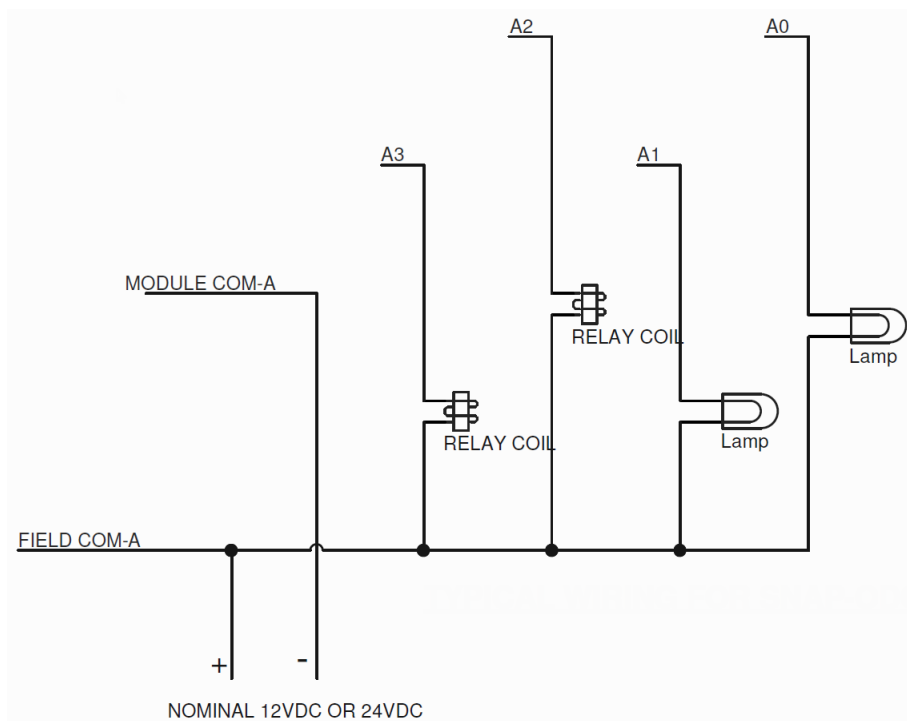 A2
A0
A3
A1
MODULE COM-A
RELAY COIL
Lamp
RELAY COIL
Lamp
FIELD COM-A
+ -
NOMINAL 12VDC OR 24VDC